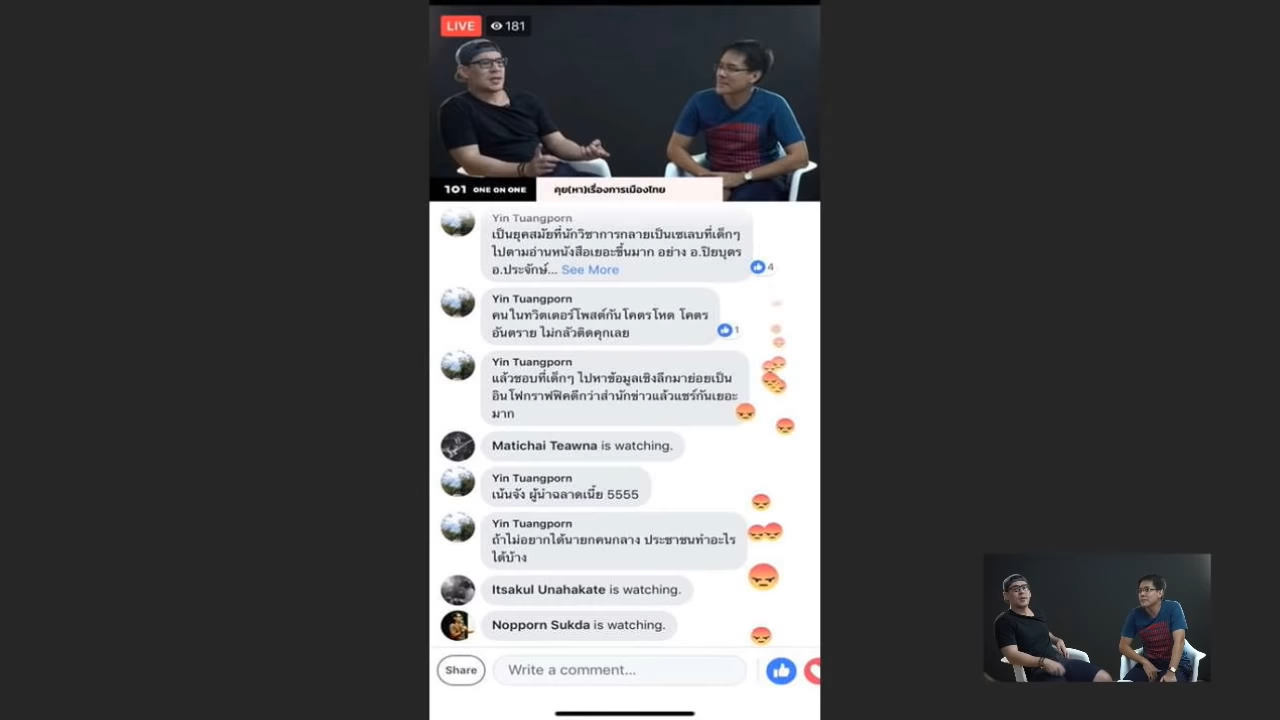 LIVE 181
101 ONE ON ONE คุย(หา)เรื่องการเมืองไทย
Yin Tuangporn
เป็นยุคสมัยที่นักวิชาการกลายเป็นเซเลบที่เด็กๆ
ไปตามอ่านหนังสือเยอะขึ้นมาก อย่าง อ.ปิยบุตร
อ.ประจักษ์... See More
4
Yin Tuangporn
คนในทวิตเตอร์โพสต์กันโคตรโหด โคตร
อันตราย ไม่กลัวติดคุกเลย
1
Yin Tuangporn
แล้วชอบที่เด็กๆ ไปหาข้อมูลเชิงลึกมาย่อยเป็น
อินโฟกราฟฟิคดีกว่าสำนักข่าวแล้วแชร์กันเยอะ
มาก
Matichai Teawna is watching.
Yin Tuangporn
เน้นจัง ผู้นำฉลาดเนี้ย 5555
Yin Tuangporn
ถ้าไม่อยากได้นายกคนกลาง ประชาชนทำอะไร
ได้บ้าง
Itsakul Unahakate is watching.
Nopporn Sukda is watching.
Share Write a comment...